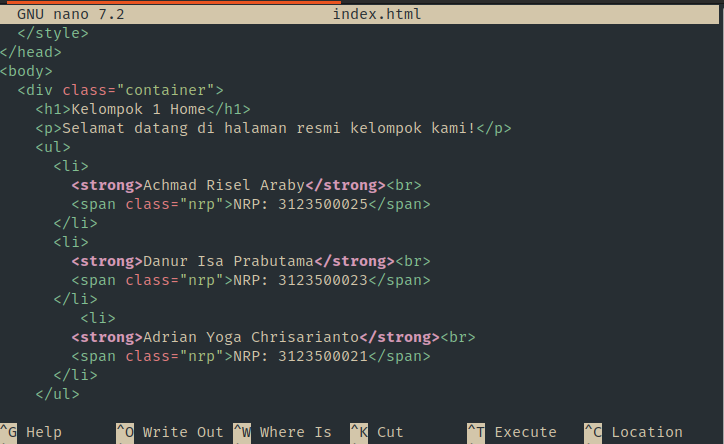 GNU nano 7.2 index.html
</style>
</head>
<body>
<div class="container">
<h1>Kelompok 1 Home</h1>
<p>Selamat datang di halaman resmi kelompok kami!</p>
<ul>
<li>
<strong>Achmad Risel Araby</strong><br>
<span class="nrp">NRP: 3123500025</span>
</li>
<li>
<strong>Danur Isa Prabutama</strong><br>
<span class="nrp">NRP: 3123500023</span>
</li>
<li>
<strong>Adrian Yoga Chrisarianto</strong><br>
<span class="nrp">NRP: 3123500021</span>
</li>
</ul>
^G Help ^O Write Out ^W Where Is ^K Cut ^T Execute ^C Location